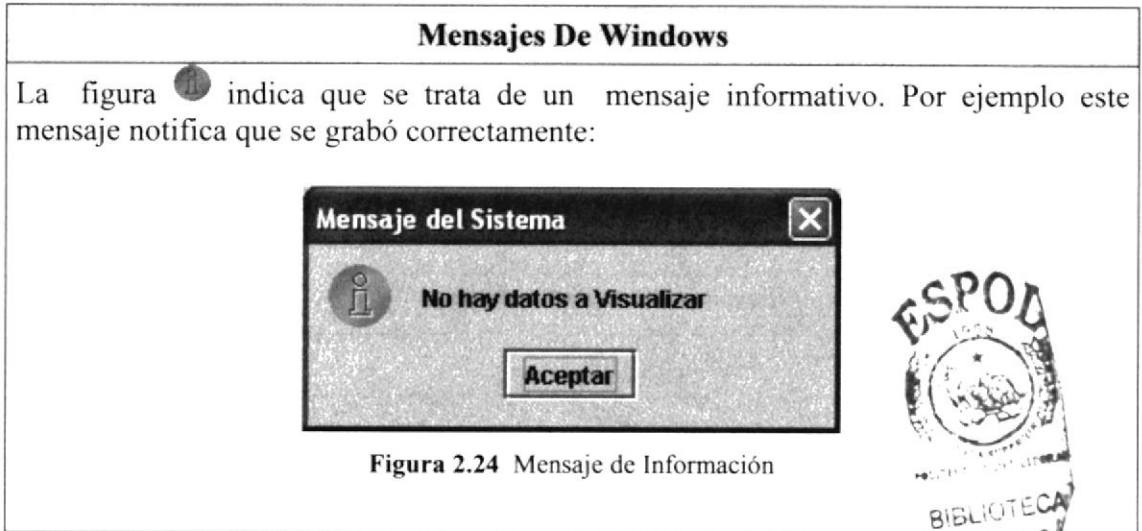 Mensajes De Windows
La figura indica que se trata de un mensaje informativo. Por ejemplo este
mensaje notifica que se grabó correctamente:
Mensaje del Sistema
No hay datos a Visualizar
Aceptar
Figura 2.24 Mensaje de Información
ESPOL
BIBLIOTECA